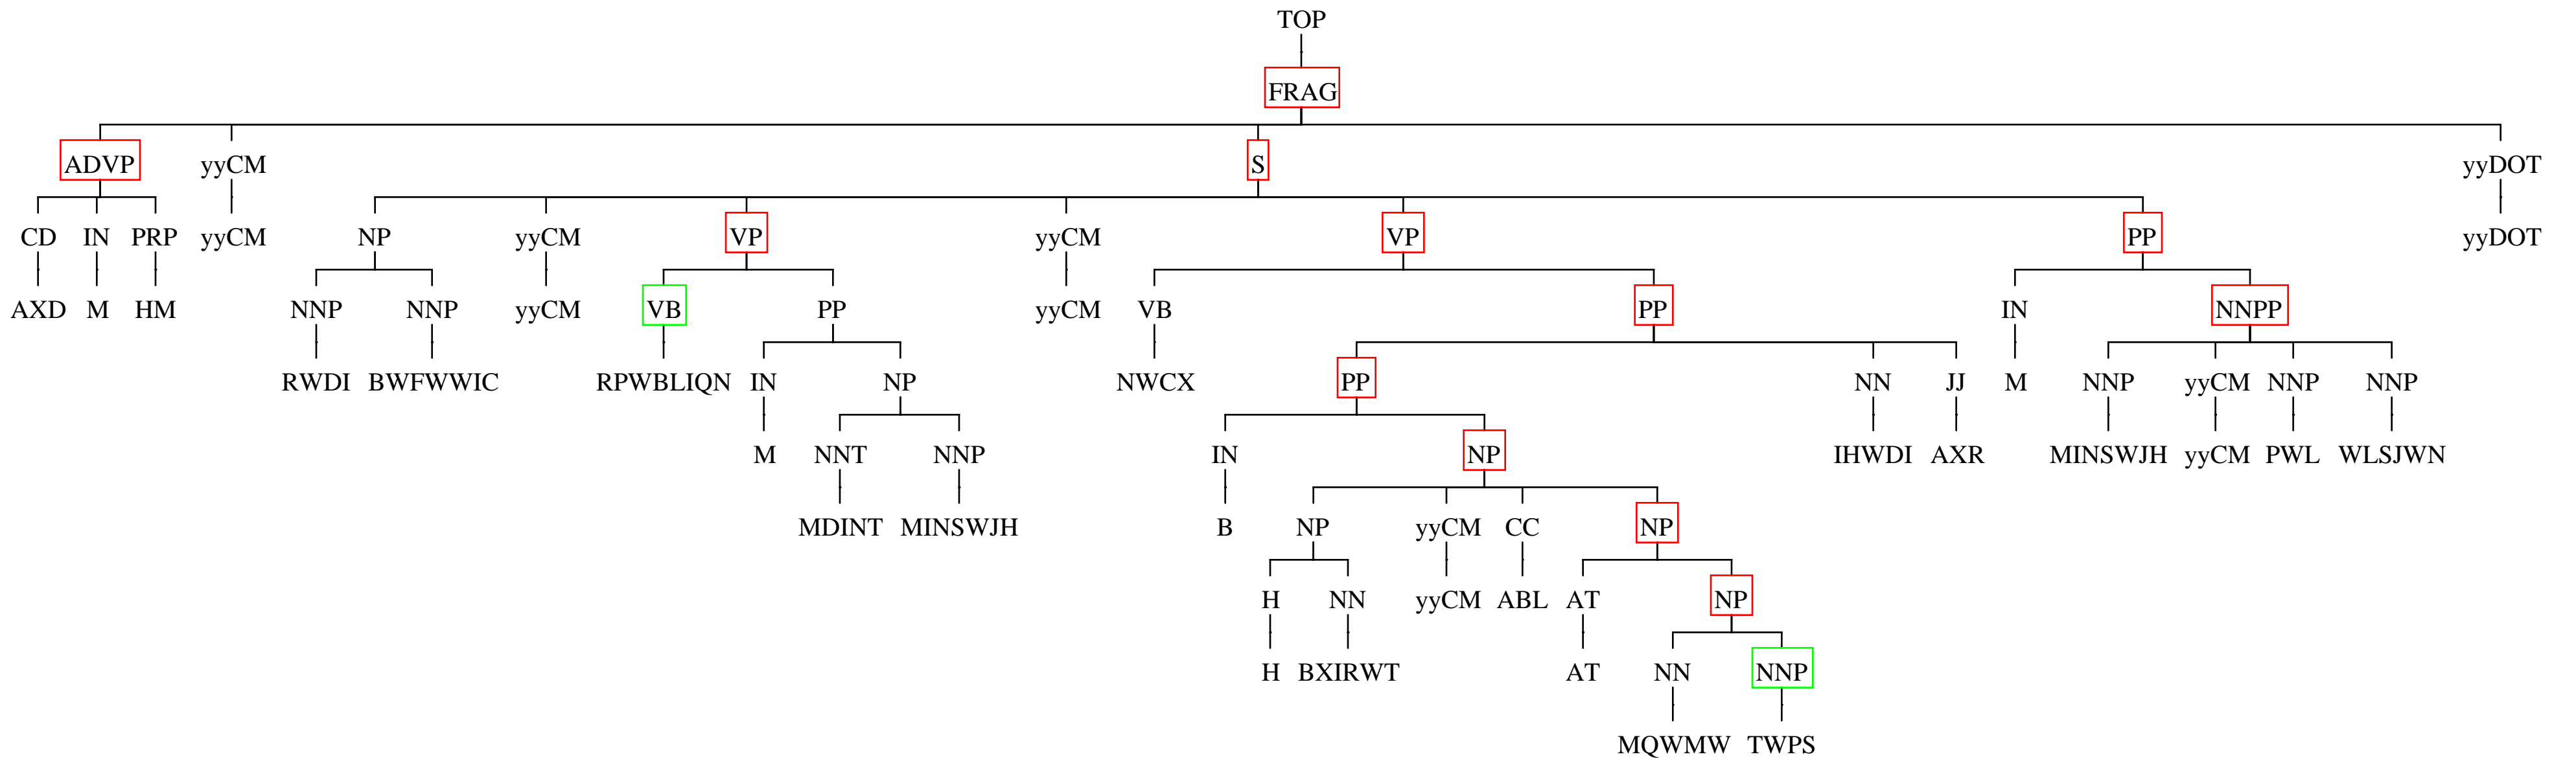 TOP
FRAG
ADVP yyCM S yyDOT
CD IN PRP yyCM NP yyCM VP yyCM VP PP yyDOT
AXD M HM NNP NNP yyCM VB PP yyCM VB PP IN NNPP
RWDI BWFWWIC RPWBLIQN IN NP NWCX PP NN JJ M NNP yyCM NNP NNP
M NNT NNP IN NP IHWDI AXR MINSWJH yyCM PWL WLSJWN
MDINT MINSWJH B NP yyCM CC NP
H NN yyCM ABL AT NP
H BXIRWT AT NN NNP
MQWMW TWPS